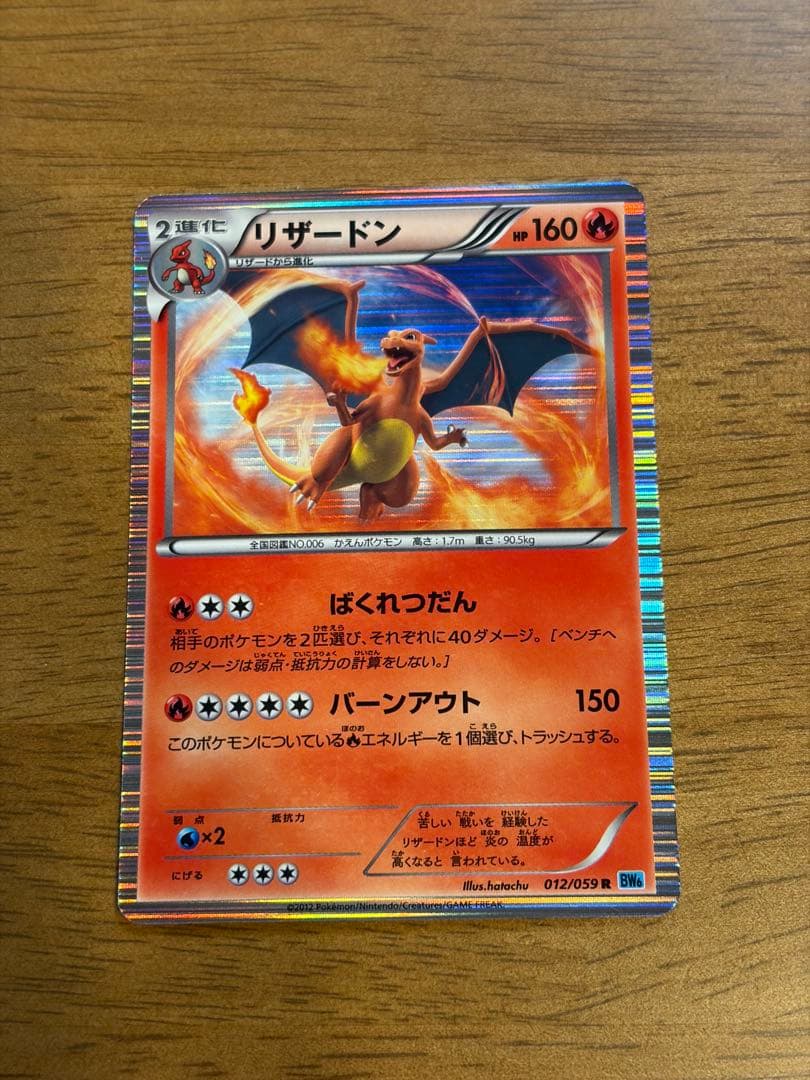 2進化 リザードン HP160
リザードから進化
全国図鑑NO.006 かえんポケモン 高さ：1.7m 重さ：90.5kg
ばくれつだん
相手のポケモンを2匹選び、それぞれに40ダメージ。［ベンチへ
のダメージは弱点・抵抗力の計算をしない。］
バーンアウト 150
このポケモンについているエネルギーを1個選び、トラッシュする。
弱点 抵抗力
×2
にげる
苦しい 戦いを 経験した
リザードンほど 炎の 温度が
高くなると 言われている。
Illus.hatachu 012/059 R BW6
©2012 Pokémon/Nintendo/Creatures/GAME FREAK.